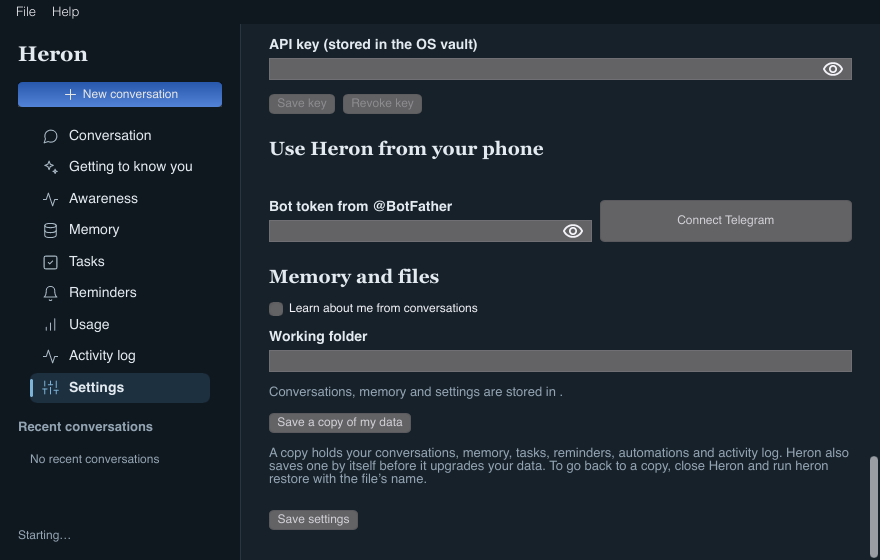 File Help
Heron
New conversation
Conversation
Getting to know you
Awareness
Memory
Tasks
Reminders
Usage
Activity log
Settings
Recent conversations
No recent conversations
Starting…
API key (stored in the OS vault)
Save key Revoke key
Use Heron from your phone
Bot token from @BotFather
Connect Telegram
Memory and files
Learn about me from conversations
Working folder
Conversations, memory and settings are stored in .
Save a copy of my data
A copy holds your conversations, memory, tasks, reminders, automations and activity log. Heron also
saves one by itself before it upgrades your data. To go back to a copy, close Heron and run heron
restore with the file’s name.
Save settings